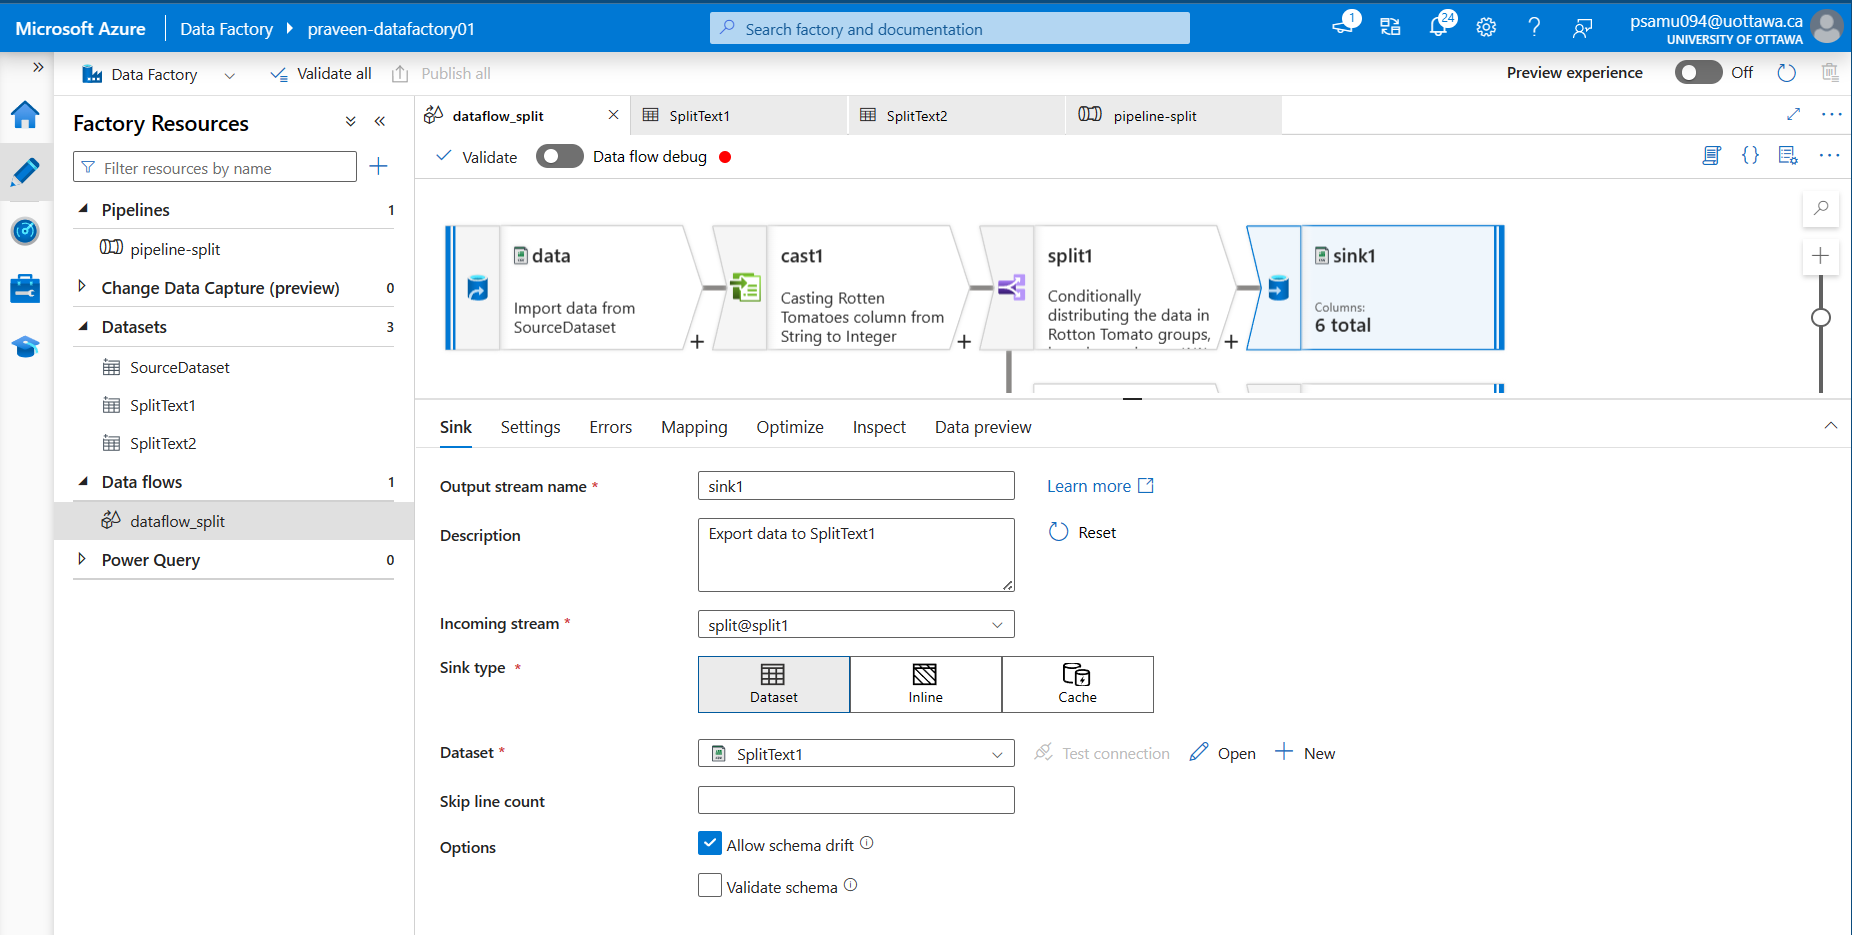 Microsoft Azure
Data Factory
praveen-datafactory01
Search factory and documentation
1
24
psamu094@uottawa.ca
UNIVERSITY OF OTTAWA
Data Factory
Validate all
Publish all
Preview experience
Off
Factory Resources
Filter resources by name
Pipelines 1
pipeline-split
Change Data Capture (preview) 0
Datasets 3
SourceDataset
SplitText1
SplitText2
Data flows 1
dataflow_split
Power Query 0
dataflow_split
SplitText1
SplitText2
pipeline-split
Validate
Data flow debug
data
Import data from
SourceDataset
cast1
Casting Rotten
Tomatoes column from
String to Integer
split1
Conditionally
distributing the data in
Rotton Tomato groups,
sink1
Columns:
6 total
Sink
Settings
Errors
Mapping
Optimize
Inspect
Data preview
Output stream name *
sink1
Learn more
Description
Export data to SplitText1
Reset
Incoming stream *
split@split1
Sink type *
Dataset
Inline
Cache
Dataset *
SplitText1
Test connection
Open
New
Skip line count
Options
Allow schema drift
Validate schema